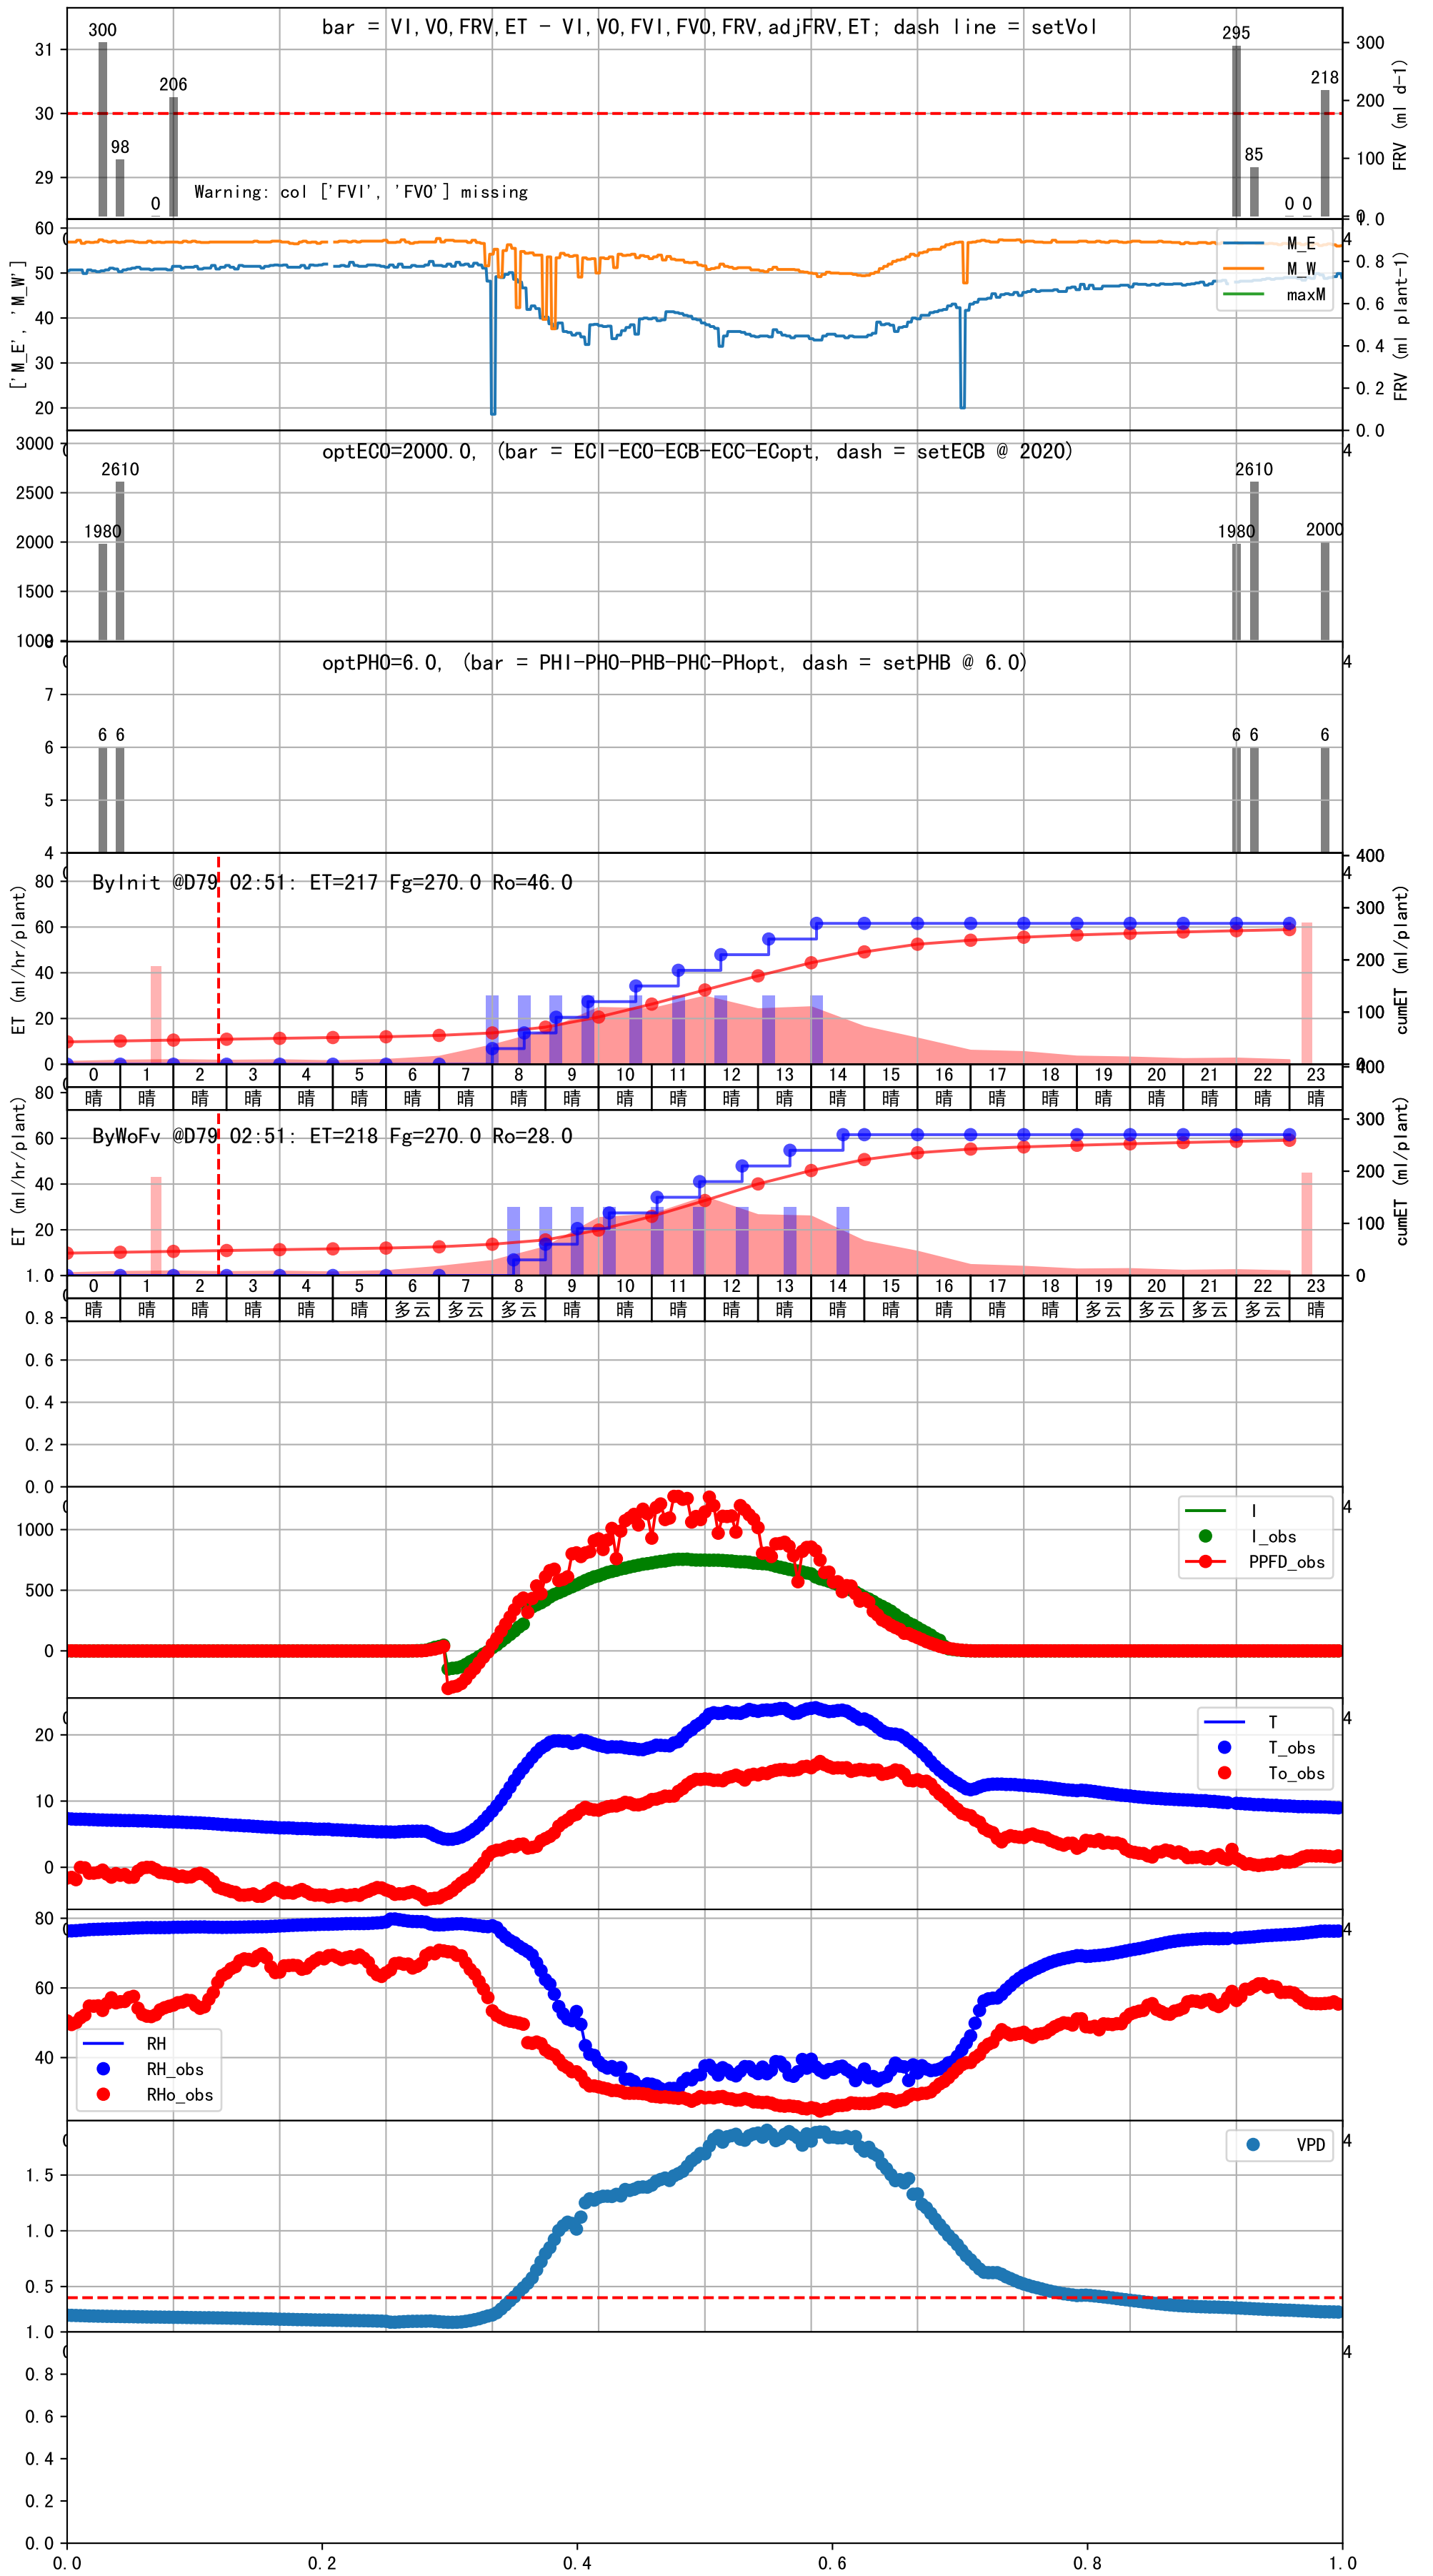 bar = VI,VO,FRV,ET - VI,VO,FVI,FVO,FRV,adjFRV,ET; dash line = setVol
300 98 0 206 295 85 0 0 218
31 30 29
300 200 100 0
FRV (ml d-1)
Warning: col ['FVI', 'FVO'] missing
['M_E', 'M_W']
60 50 40 30 20
1.0 0.8 0.6 0.4 0.2 0.0
FRV (ml plant-1)
M_E
M_W
maxM
optECO=2000.0, (bar = ECI-ECO-ECB-ECC-ECopt, dash = setECB @ 2020)
3000 2500 2000 1500 1000
1980 2610 1980 2610 2000
optPHO=6.0, (bar = PHI-PHO-PHB-PHC-PHopt, dash = setPHB @ 6.0)
7 6 5 4
6 6 6 6 6
ByInit @D79 02:51: ET=217 Fg=270.0 Ro=46.0
ET (ml/hr/plant)
80 60 40 20 0
400 300 200 100 0
cumET (ml/plant)
0 1 2 3 4 5 6 7 8 9 10 11 12 13 14 15 16 17 18 19 20 21 22 23
晴 晴 晴 晴 晴 晴 晴 晴 晴 晴 晴 晴 晴 晴 晴 晴 晴 晴 晴 晴 晴 晴 晴 晴
ByWoFv @D79 02:51: ET=218 Fg=270.0 Ro=28.0
ET (ml/hr/plant)
80 60 40 20
400 300 200 100 0
cumET (ml/plant)
0 1 2 3 4 5 6 7 8 9 10 11 12 13 14 15 16 17 18 19 20 21 22 23
晴 晴 晴 晴 晴 晴 多云 多云 多云 晴 晴 晴 晴 晴 晴 晴 晴 晴 晴 多云 多云 多云 多云 晴
1.0 0.8 0.6 0.4 0.2 0.0
1000 500 0
I
I_obs
PPFD_obs
20 10 0
T
T_obs
To_obs
80 60 40
RH
RH_obs
RHo_obs
1.5 1.0 0.5
VPD
1.0 0.8 0.6 0.4 0.2 0.0
0.0 0.2 0.4 0.6 0.8 1.0